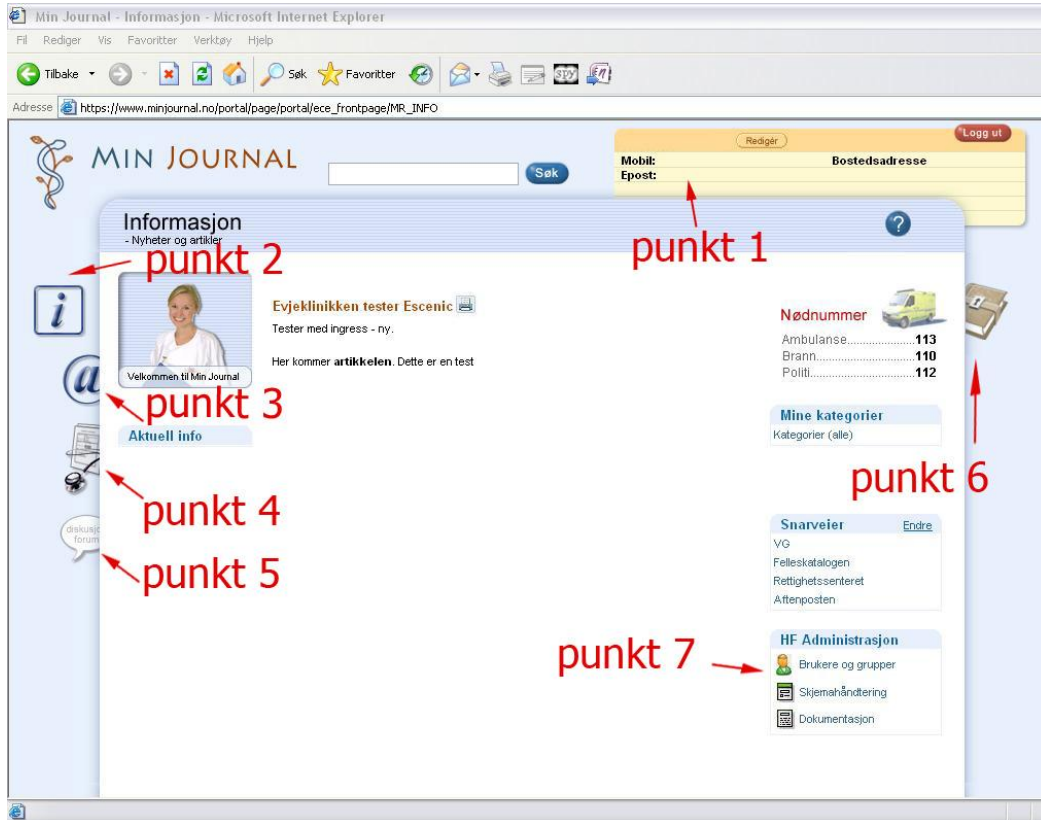 Min Journal - Informasjon - Microsoft Internet Explorer
Fil Rediger Vis Favoritter Verktøy Hjelp
Tilbake Søk Favoritter SPY
Adresse https://www.minjournal.no/portal/page/portal/ece_frontpage/MR_INFO
MIN JOURNAL
Søk
Redigér
Logg ut
Mobil: Bostedsadresse
Epost:
punkt 1
Informasjon
- Nyheter og artikler
?
punkt 2
i
Velkommen til Min Journal
Evjeklinikken tester Escenic
Tester med ingress - ny.
Her kommer artikkelen. Dette er en test
Nødnummer
Ambulanse.....................113
Brann.............................110
Politi..............................112
@
punkt 3
Aktuell info
Mine kategorier
Kategorier (alle)
punkt 6
punkt 4
diskusjo
forum
punkt 5
Snarveier Endre
VG
Felleskatalogen
Rettighetssenteret
Aftenposten
punkt 7
HF Administrasjon
Brukere og grupper
Skjemahåndtering
Dokumentasjon